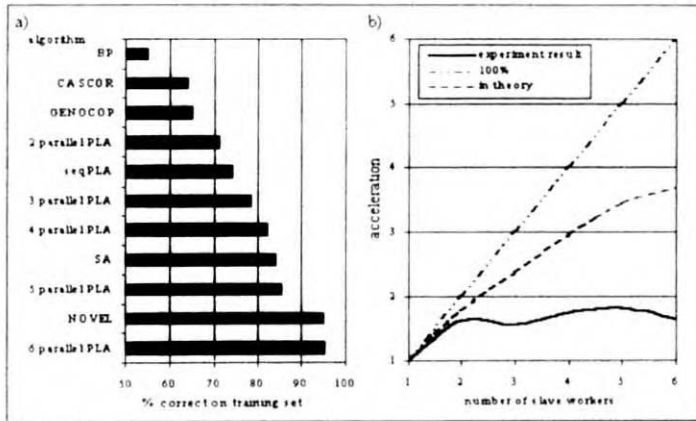 a)
algorithm
BP
CASCOR
GENOCOP
2 parallel PLA
seq PLA
3 parallel PLA
4 parallel PLA
SA
5 parallel PLA
NOVEL
6 parallel PLA
50 60 70 80 90 100
% correct on training set
b)
experiment result
100%
in theory
acceleration
6
5
4
3
2
1
1 2 3 4 5 6
number of slave workers